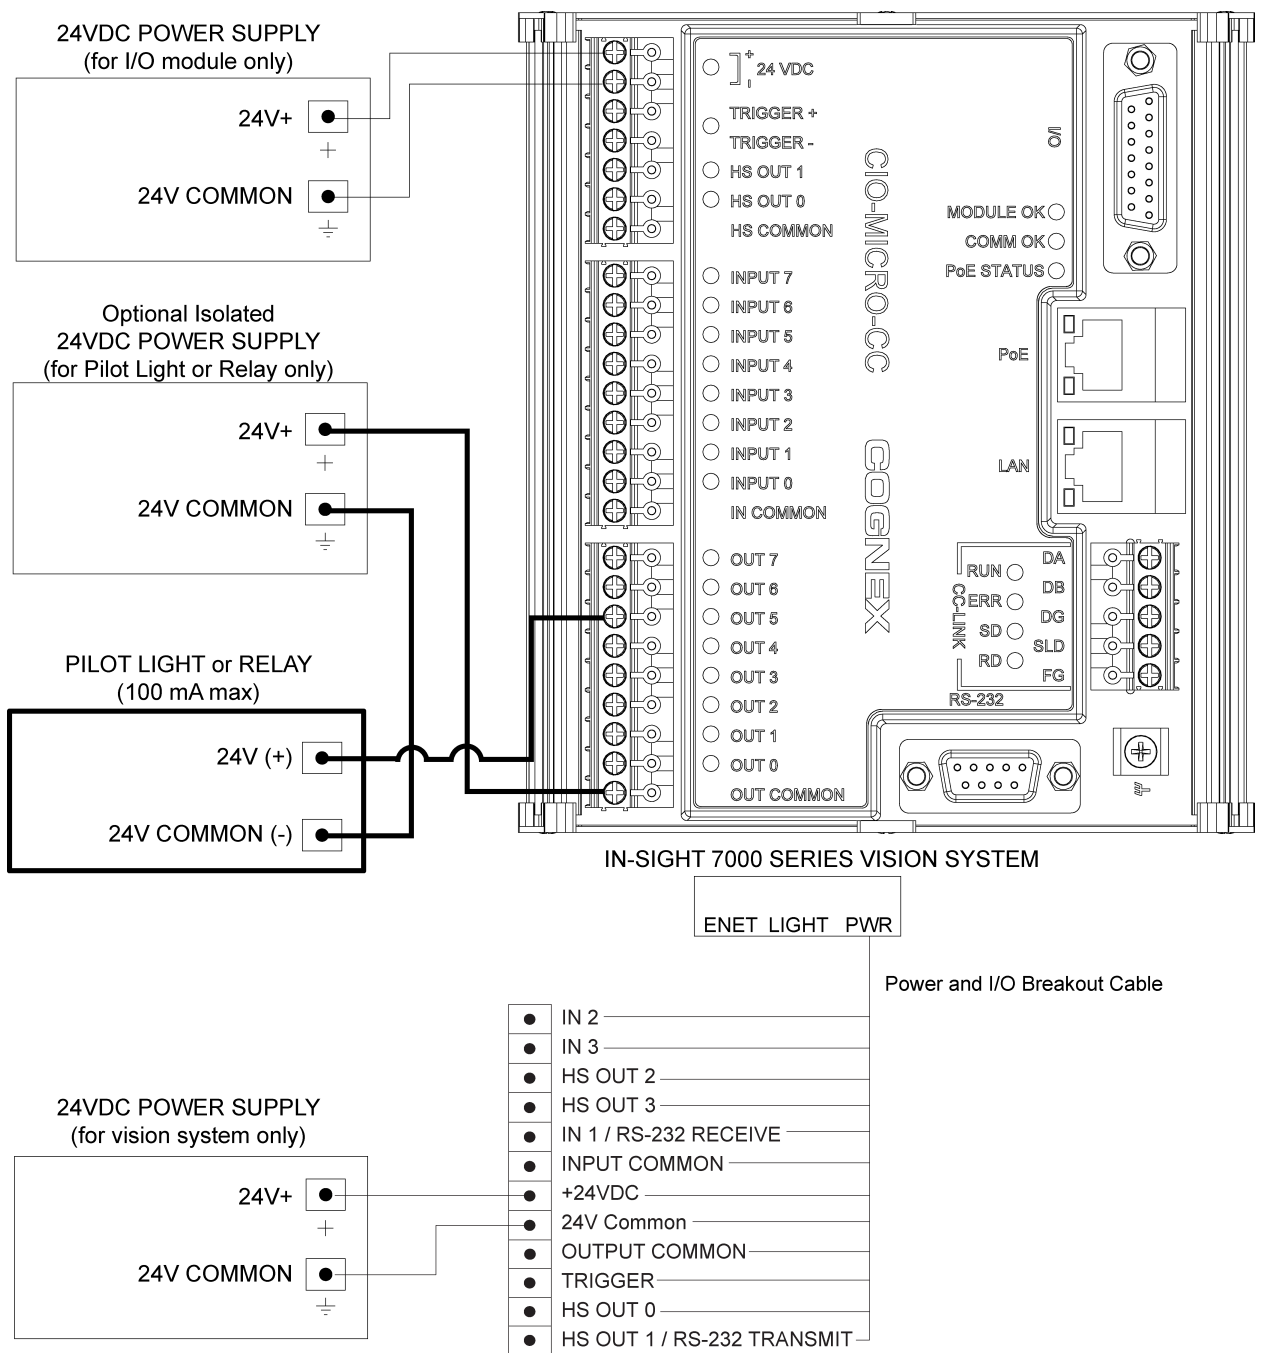 24VDC POWER SUPPLY
(for I/O module only)
24V+
24V COMMON
Optional Isolated
24VDC POWER SUPPLY
(for Pilot Light or Relay only)
24V+
24V COMMON
PILOT LIGHT or RELAY
(100 mA max)
24V (+)
24V COMMON (-)
+
-
24 VDC
TRIGGER +
TRIGGER -
HS OUT 1
HS OUT 0
HS COMMON
INPUT 7
INPUT 6
INPUT 5
INPUT 4
INPUT 3
INPUT 2
INPUT 1
INPUT 0
IN COMMON
OUT 7
OUT 6
OUT 5
OUT 4
OUT 3
OUT 2
OUT 1
OUT 0
OUT COMMON
CIO-MICRO-CC
COGNEX
I/O
MODULE OK
COMM OK
PoE STATUS
PoE
LAN
CC-LINK
RUN
ERR
SD
RD
DA
DB
DG
SLD
FG
RS-232
IN-SIGHT 7000 SERIES VISION SYSTEM
ENET LIGHT PWR
Power and I/O Breakout Cable
IN 2
IN 3
HS OUT 2
HS OUT 3
IN 1 / RS-232 RECEIVE
INPUT COMMON
+24VDC
24V Common
OUTPUT COMMON
TRIGGER
HS OUT 0
HS OUT 1 / RS-232 TRANSMIT
24VDC POWER SUPPLY
(for vision system only)
24V+
24V COMMON